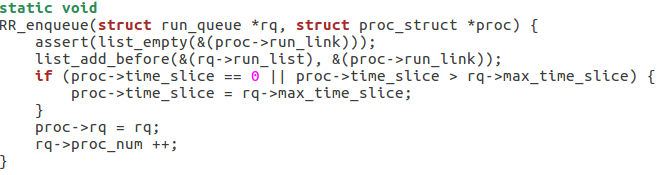 static void
RR_enqueue(struct run_queue *rq, struct proc_struct *proc) {
    assert(list_empty(&(proc->run_link)));
    list_add_before(&(rq->run_list), &(proc->run_link));
    if (proc->time_slice == 0 || proc->time_slice > rq->max_time_slice) {
        proc->time_slice = rq->max_time_slice;
    }
    proc->rq = rq;
    rq->proc_num ++;
}